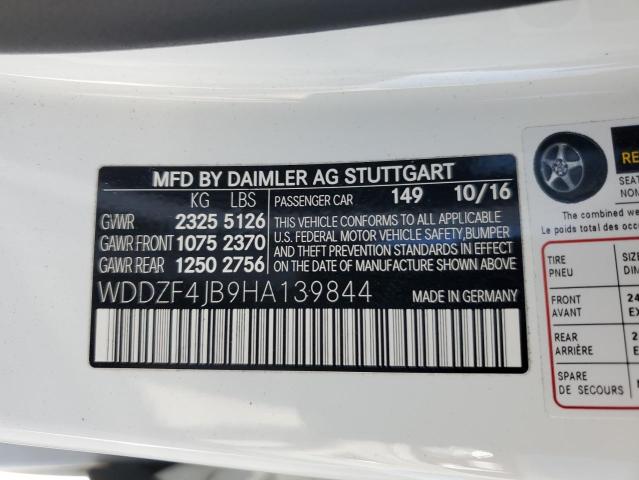 MFD BY DAIMLER AG STUTTGART
KG LBS PASSENGER CAR 149 10/16
GVWR 2325 5126
GAWR FRONT 1075 2370
GAWR REAR 1250 2756
THIS VEHICLE CONFORMS TO ALL APPLICABLE
U.S. FEDERAL MOTOR VEHICLE SAFETY,BUMPER
AND THEFT PREVENTION STANDARDS IN EFFECT
ON THE DATE OF MANUFACTURE SHOWN ABOVE.
WDDZF4JB9HA139844 MADE IN GERMANY
The combined we
Le poids total des occ
TIRE
PNEU
FRONT
AVANT
REAR
ARRIÈRE
SPARE
DE SECOURS